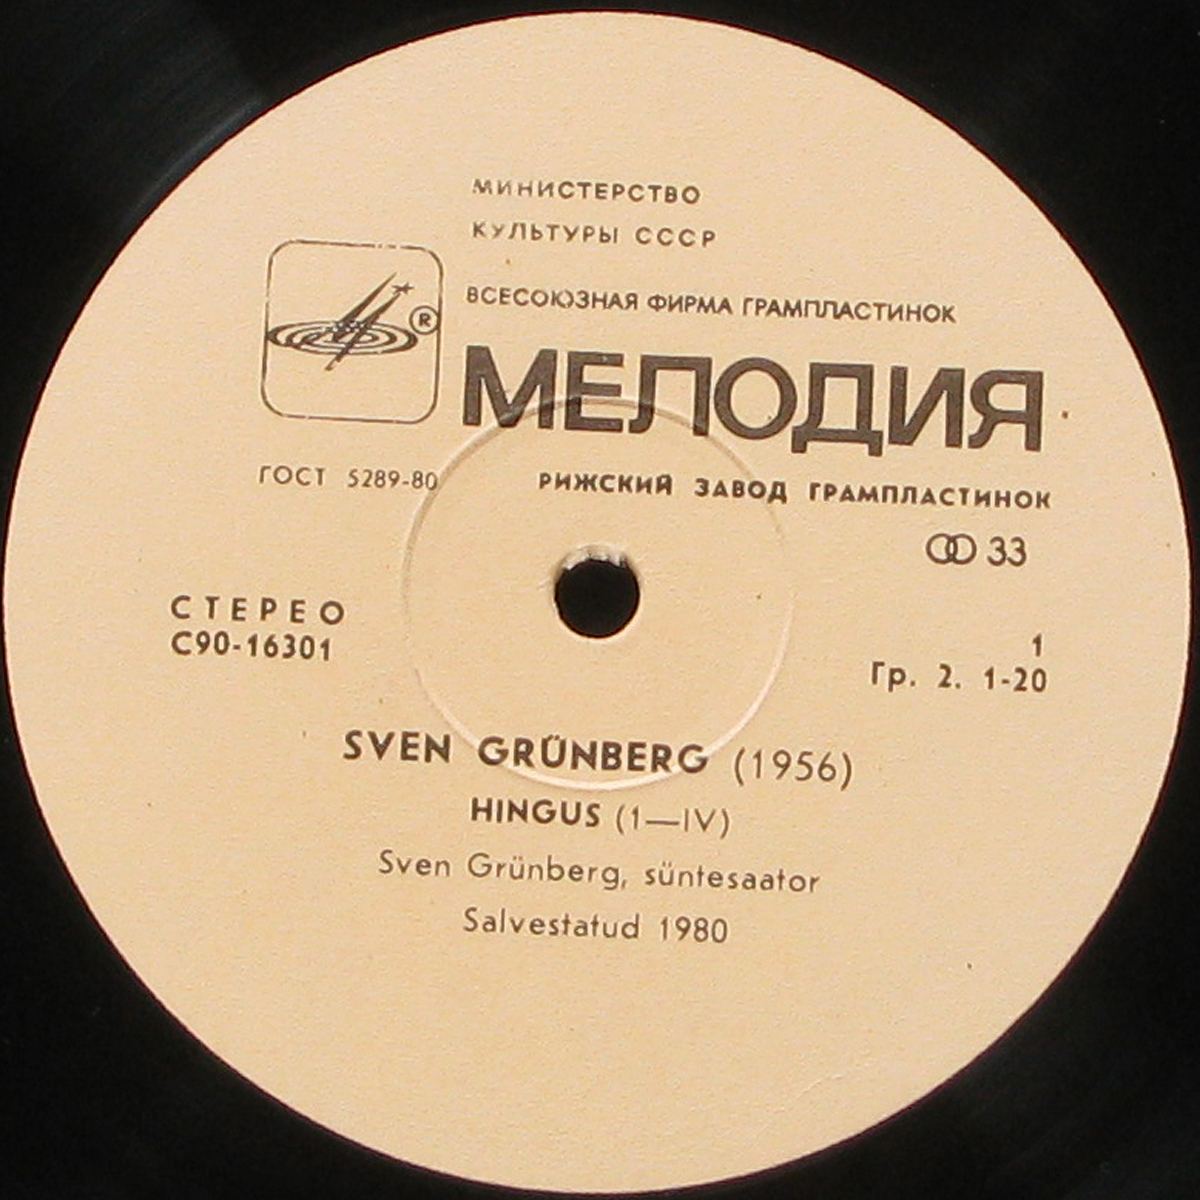 МИНИСТЕРСТВО
КУЛЬТУРЫ СССР
ВСЕСОЮЗНАЯ ФИРМА ГРАМПЛАСТИНОК
®
МЕЛОДИЯ
ГОСТ 5289-80
РИЖСКИЙ ЗАВОД ГРАМПЛАСТИНОК
33
СТЕРЕО
С90-16301
1
Гр. 2. 1-20
SVEN GRÜNBERG (1956)
HINGUS (1—IV)
Sven Grünberg, süntesaator
Salvestatud 1980